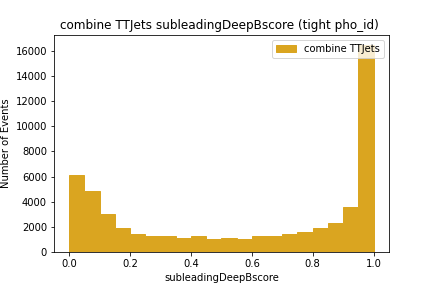 combine TTJets subleadingDeepBscore (tight pho_id)
combine TTJets
16000
14000
12000
10000
8000
6000
4000
2000
0
Number of Events
0.0 0.2 0.4 0.6 0.8 1.0
subleadingDeepBscore